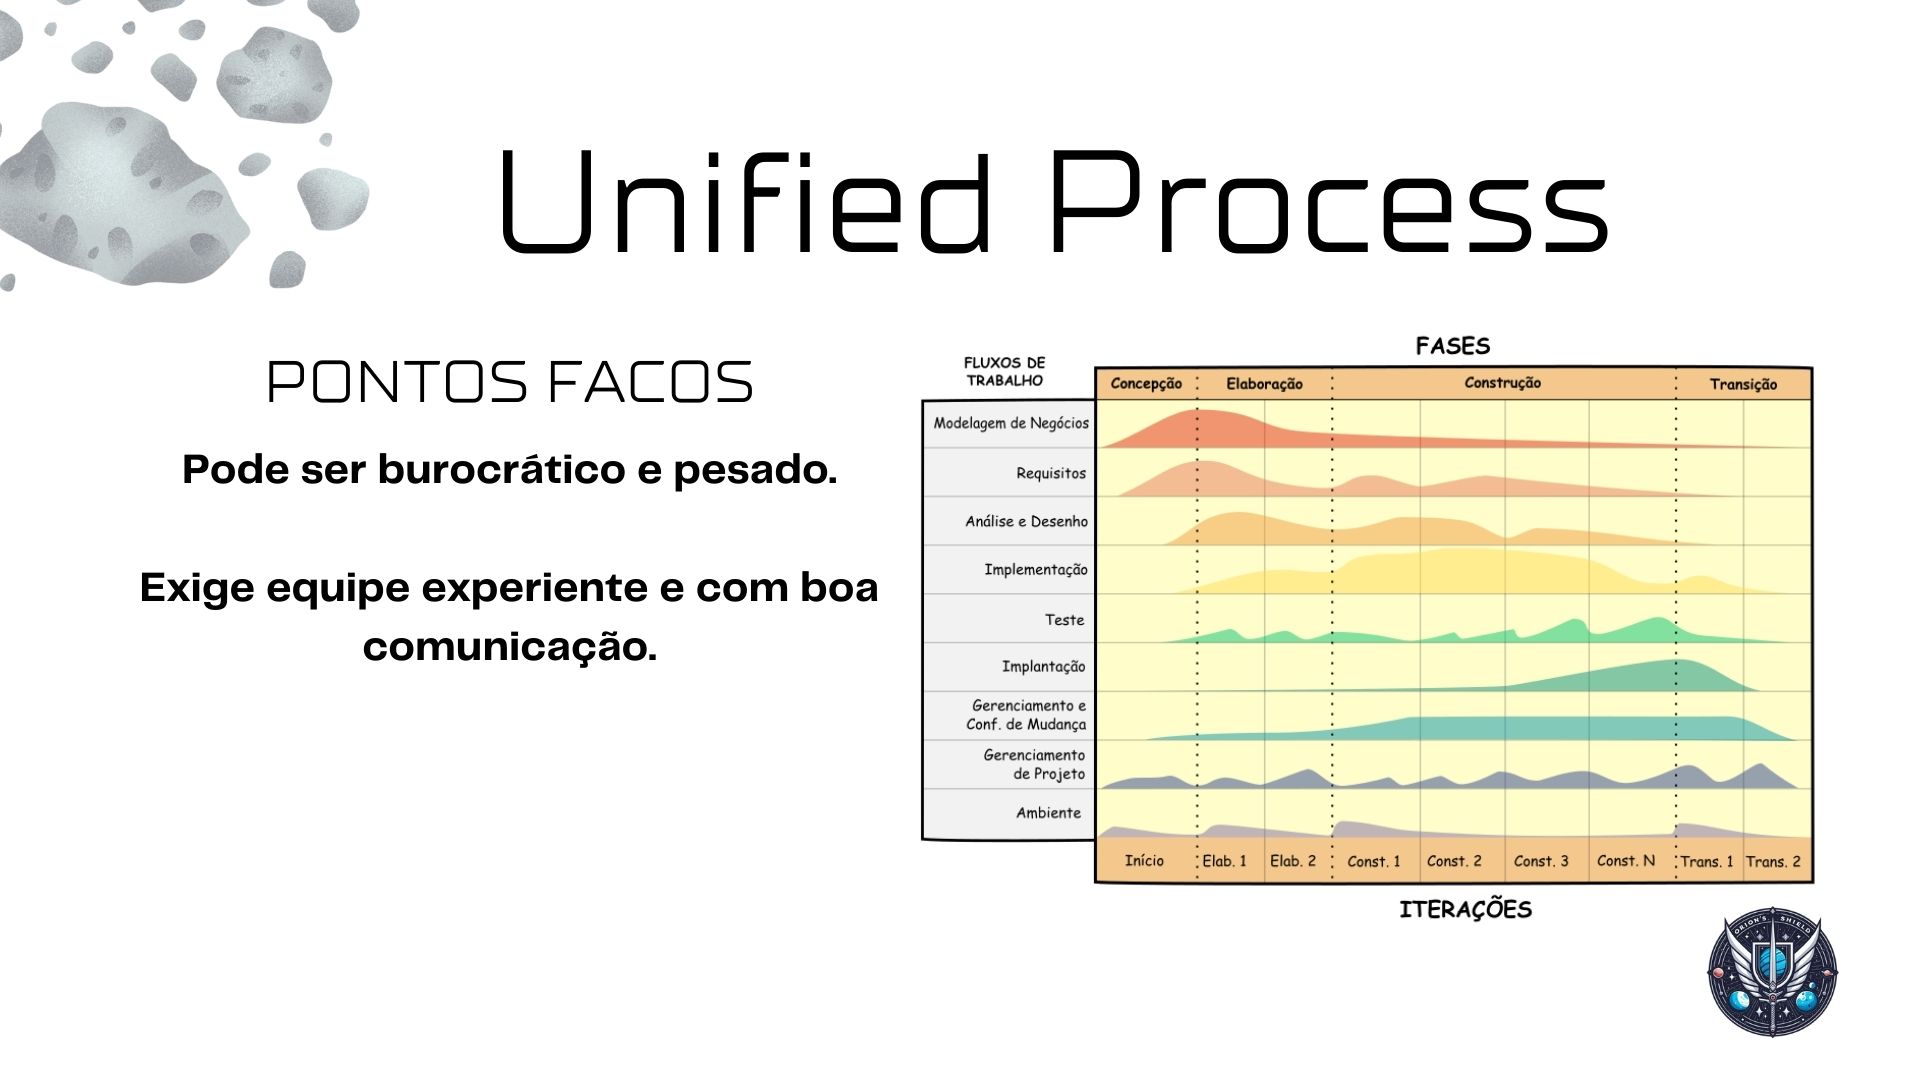 Unified Process
PONTOS FACOS
Pode ser burocrático e pesado.
Exige equipe experiente e com boa
comunicação.
FASES
FLUXOS DE
TRABALHO
Concepção Elaboração Construção Transição
Modelagem de Negócios
Requisitos
Análise e Desenho
Implementação
Teste
Implantação
Gerenciamento e
Conf. de Mudança
Gerenciamento
de Projeto
Ambiente
Início Elab. 1 Elab. 2 Const. 1 Const. 2 Const. 3 Const. N Trans. 1 Trans. 2
ITERAÇÕES
ORION'S SHIELD